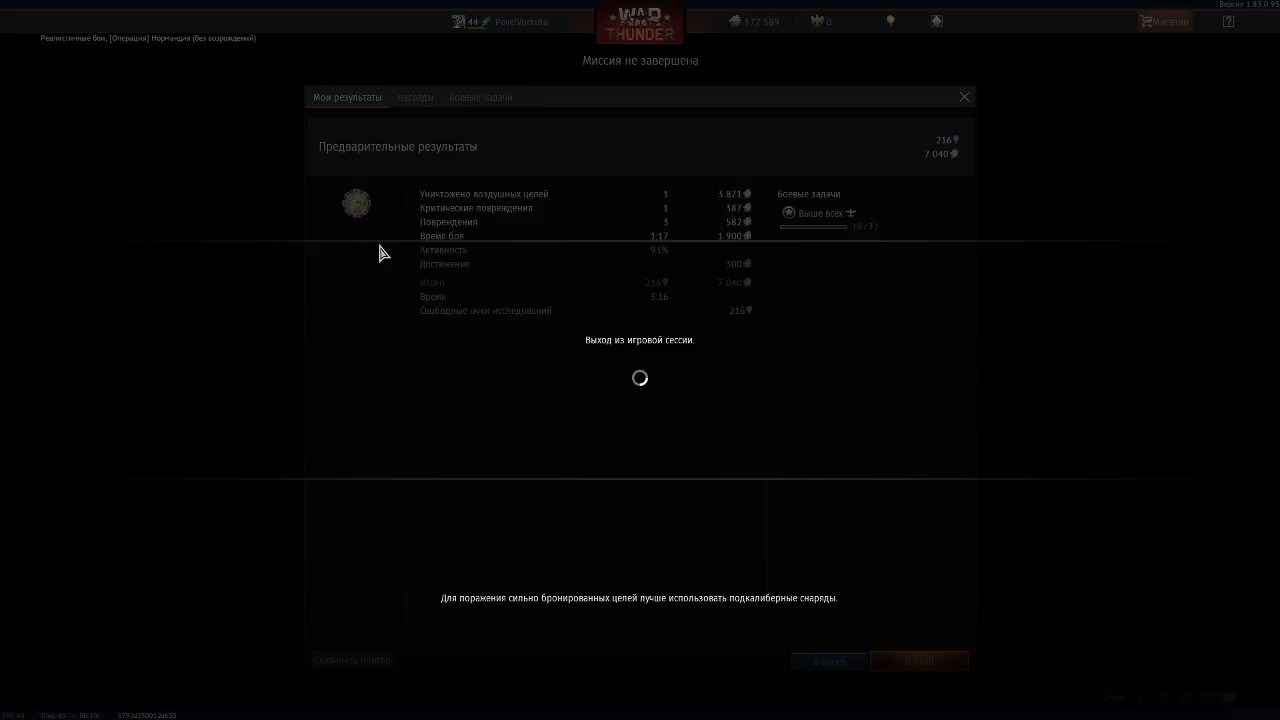 Версия 1.83.0.95
44 PavelVorkuta
WAR THUNDER
177 589
0
Магазин
Реалистичные бои, [Операция] Нормандия (без возрождений)
Миссия не завершена
Мои результаты Награды Боевые задачи
Предварительные результаты
216
7 040
Уничтожено воздушных целей 1 3 871
Критические повреждения 1 387
Повреждения 3 582
Время боя 1:17 1 900
Активность 93%
Достижения 300
Итого 216 7 040
Время 5:16
Свободные очки исследований 216
Боевые задачи
Выше всех
(0/3)
Выход из игровой сессии.
Для поражения сильно бронированных целей лучше использовать подкалиберные снаряды.
Сохранить повтор
В ангар
В бой!